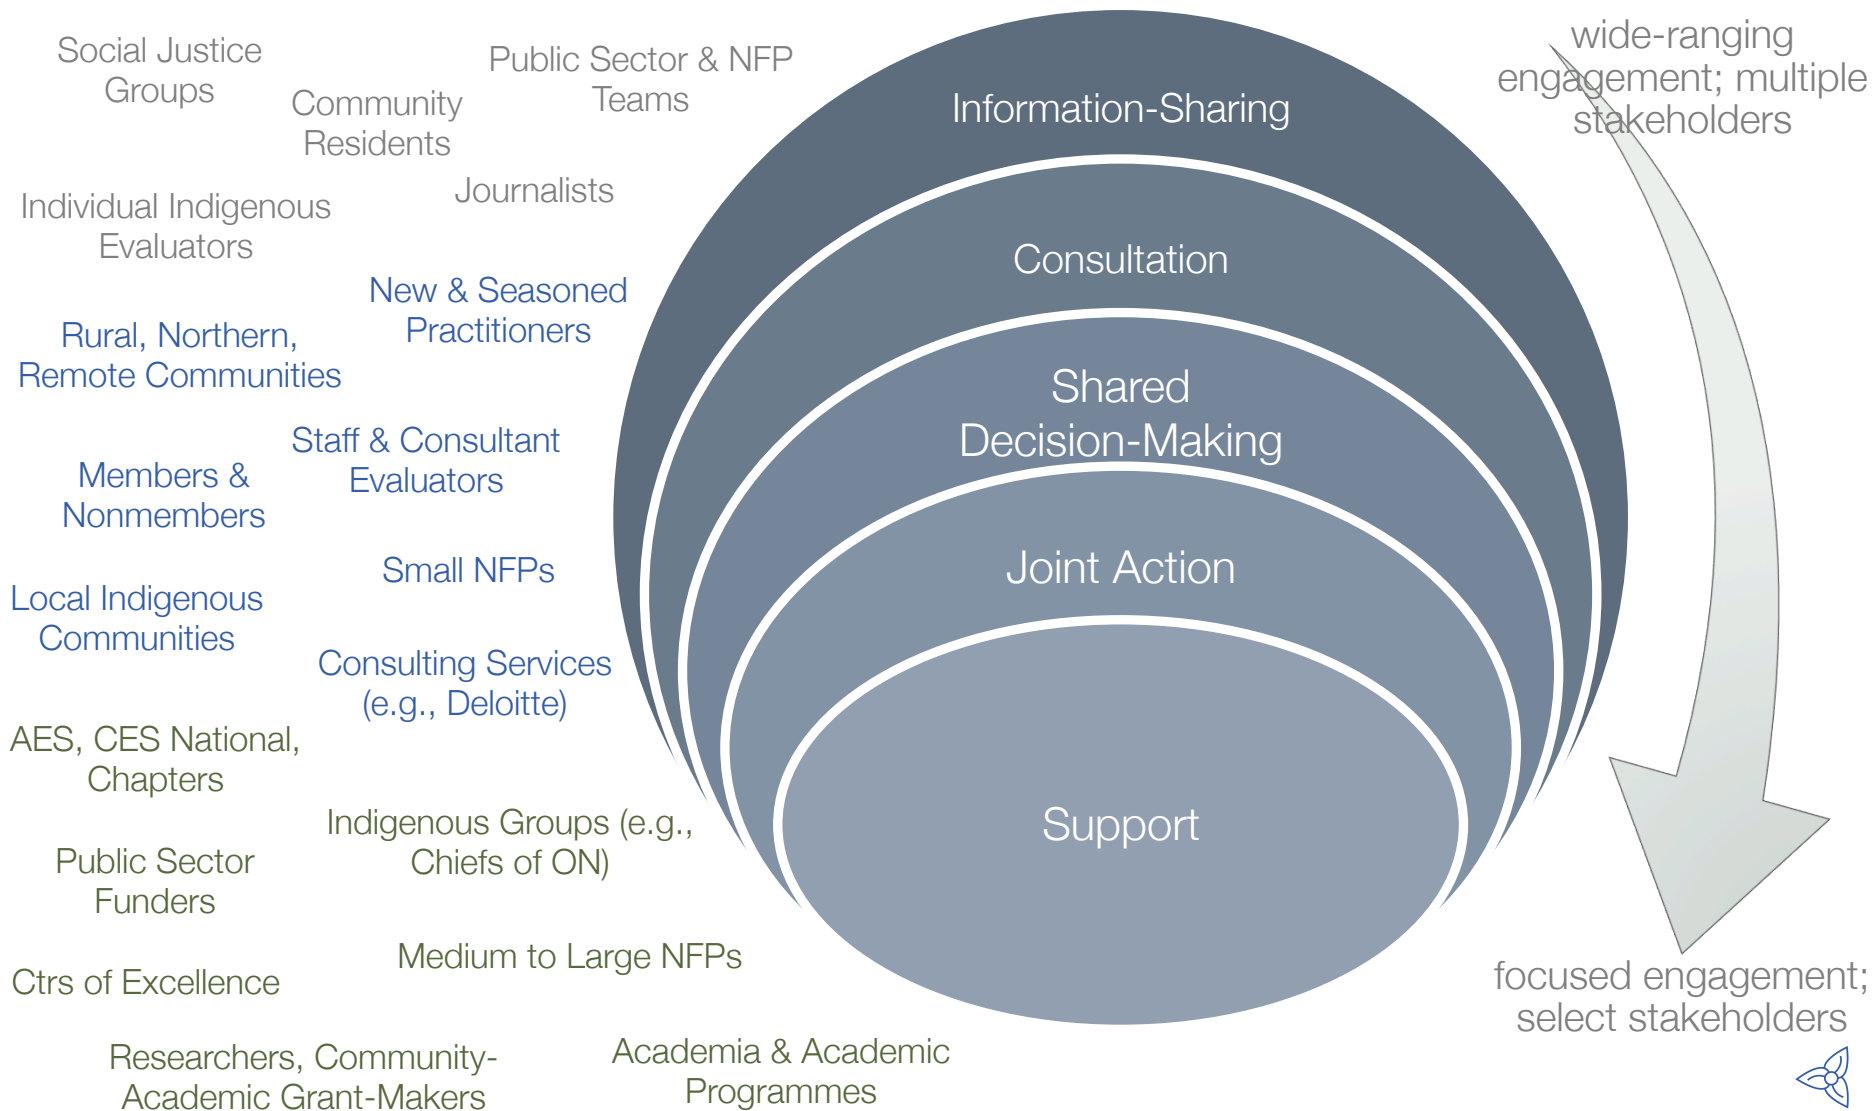 Social Justice
Groups
Public Sector & NFP
Teams
Community
Residents
Journalists
Individual Indigenous
Evaluators
New & Seasoned
Practitioners
Rural, Northern,
Remote Communities
Staff & Consultant
Evaluators
Members &
Nonmembers
Small NFPs
Local Indigenous
Communities
Consulting Services
(e.g., Deloitte)
AES, CES National,
Chapters
Indigenous Groups (e.g.,
Chiefs of ON)
Public Sector
Funders
Medium to Large NFPs
Ctrs of Excellence
Researchers, Community-
Academic Grant-Makers
Academia & Academic
Programmes
Information-Sharing
Consultation
Shared
Decision-Making
Joint Action
Support
wide-ranging
engagement; multiple
stakeholders
focused engagement;
select stakeholders